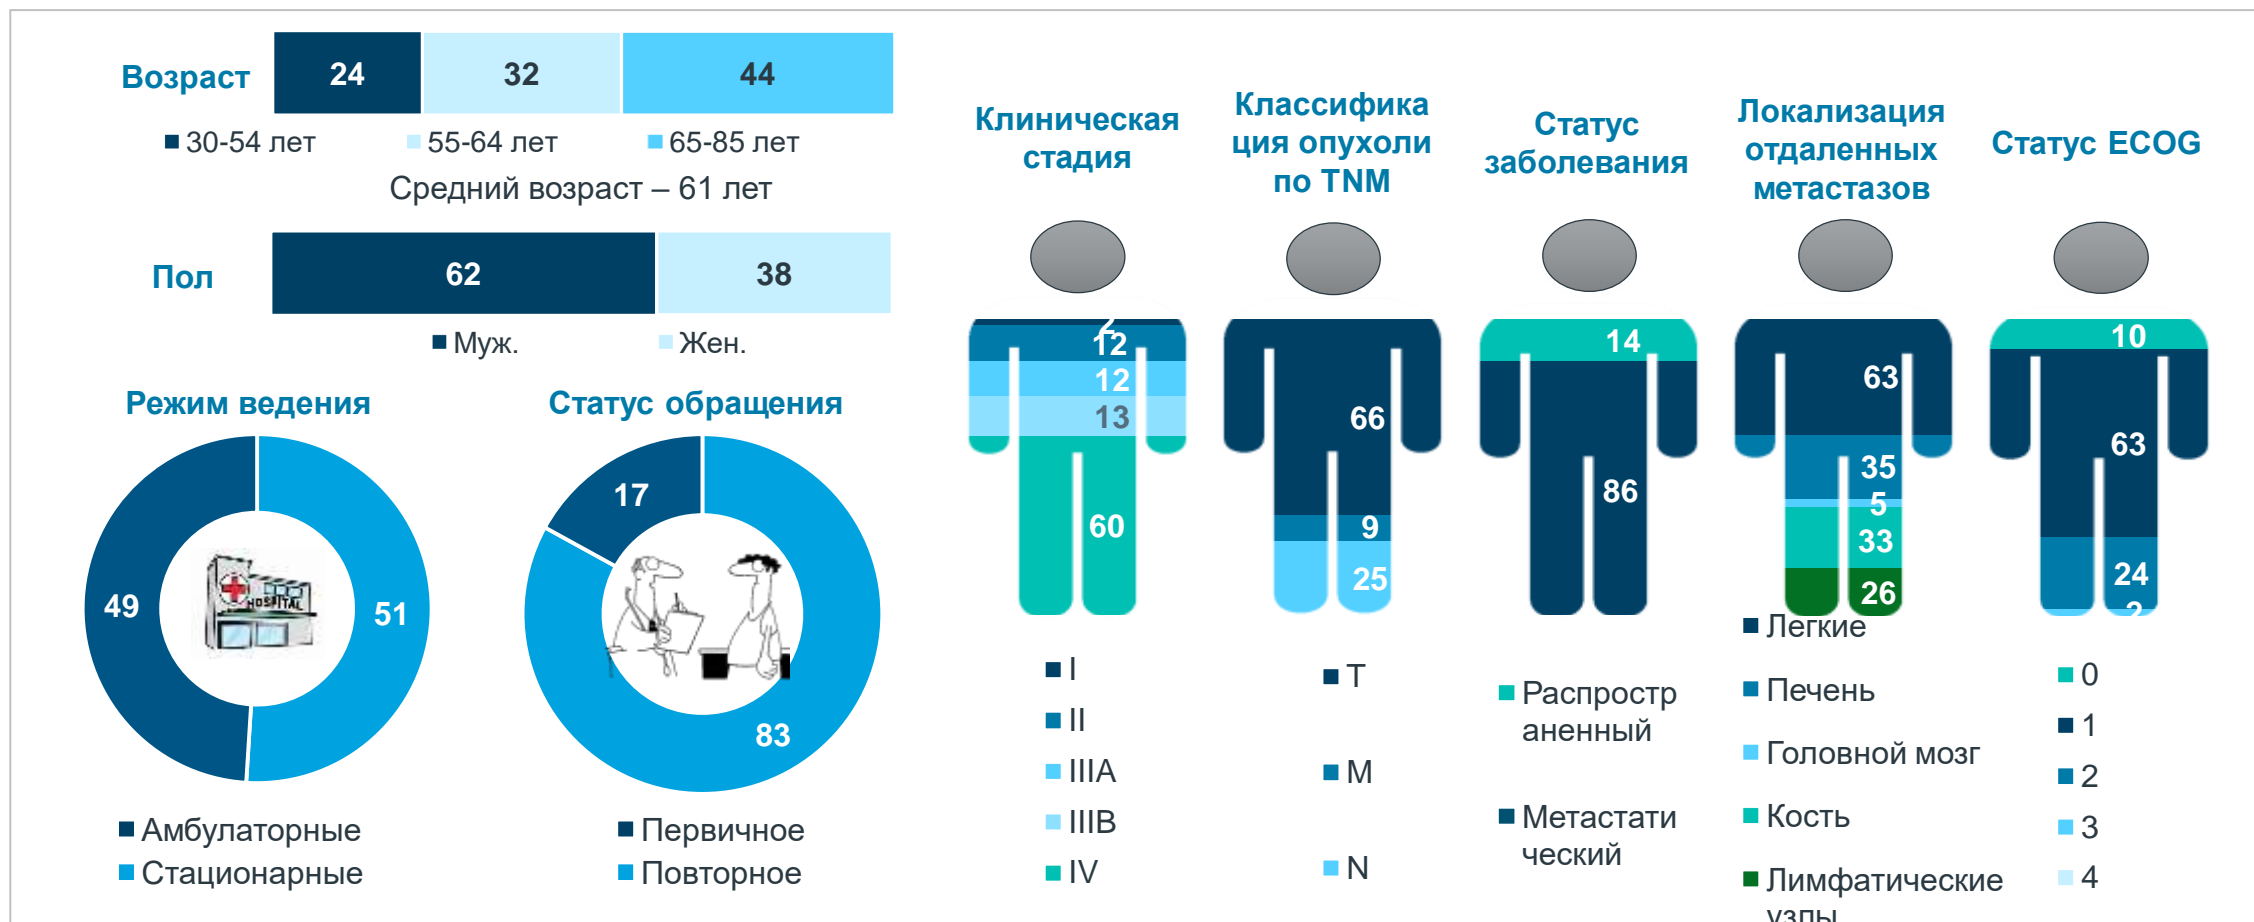 Возраст
24 32 44
30-54 лет 55-64 лет 65-85 лет
Средний возраст – 61 лет
Пол
62 38
Муж. Жен.
Режим ведения
49 51
HOSPITAL
Амбулаторные
Стационарные
Статус обращения
17
83
Первичное
Повторное
Клиническая
стадия
2
12
12
13
60
I
II
IIIA
IIIB
IV
Классифика
ция опухоли
по TNM
66
9
25
T
M
N
Статус
заболевания
14
86
Распростр
аненный
Метастати
ческий
Локализация
отдаленных
метастазов
63
35
5
33
26
Легкие
Печень
Головной мозг
Кость
Лимфатические
узлы
Статус ECOG
10
63
24
2
0
1
2
3
4